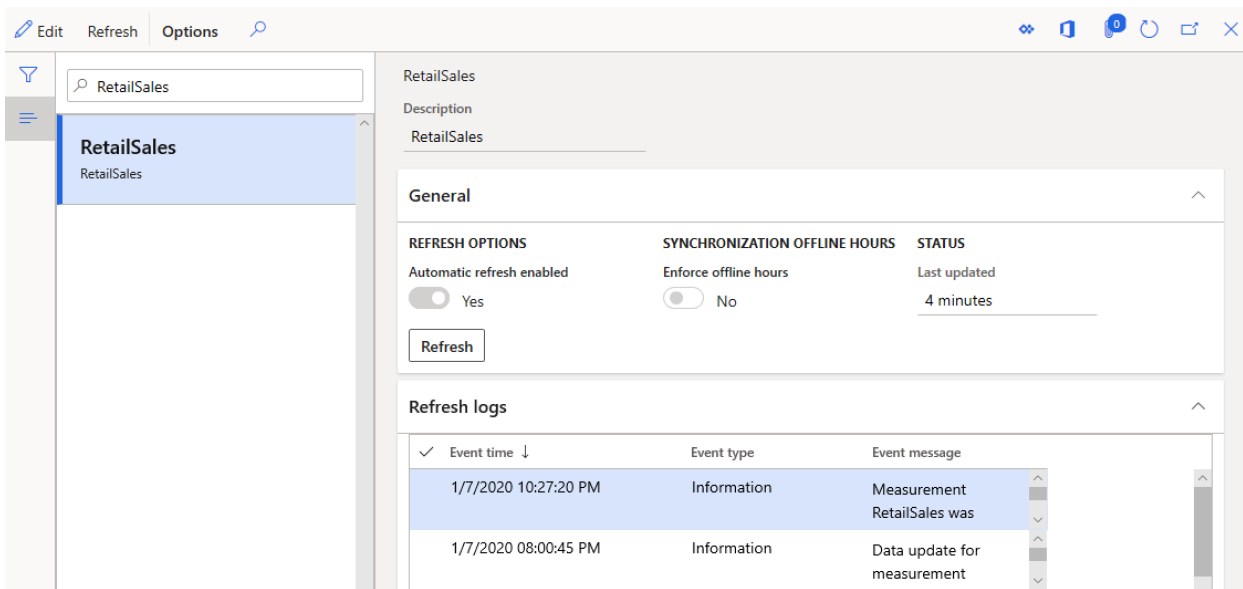 Edit Refresh Options 0
RetailSales
RetailSales
RetailSales
RetailSales
Description
RetailSales
General
REFRESH OPTIONS SYNCHRONIZATION OFFLINE HOURS STATUS
Automatic refresh enabled Enforce offline hours Last updated
Yes No 4 minutes
Refresh
Refresh logs
Event time ↓ Event type Event message
1/7/2020 10:27:20 PM Information Measurement
RetailSales was
1/7/2020 08:00:45 PM Information Data update for
measurement